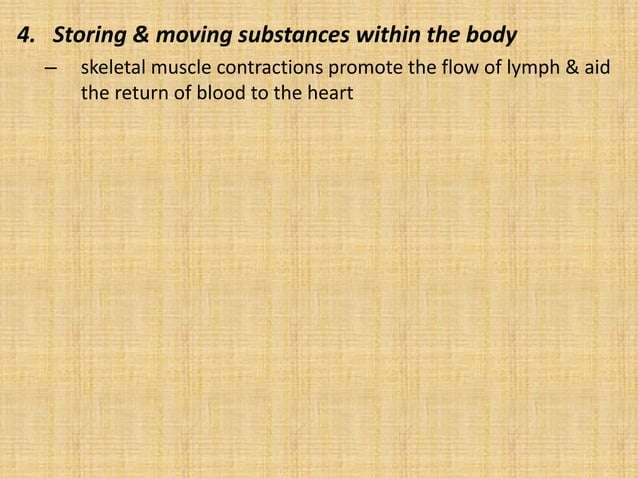 4. Storing & moving substances within the body
– skeletal muscle contractions promote the flow of lymph & aid
the return of blood to the heart